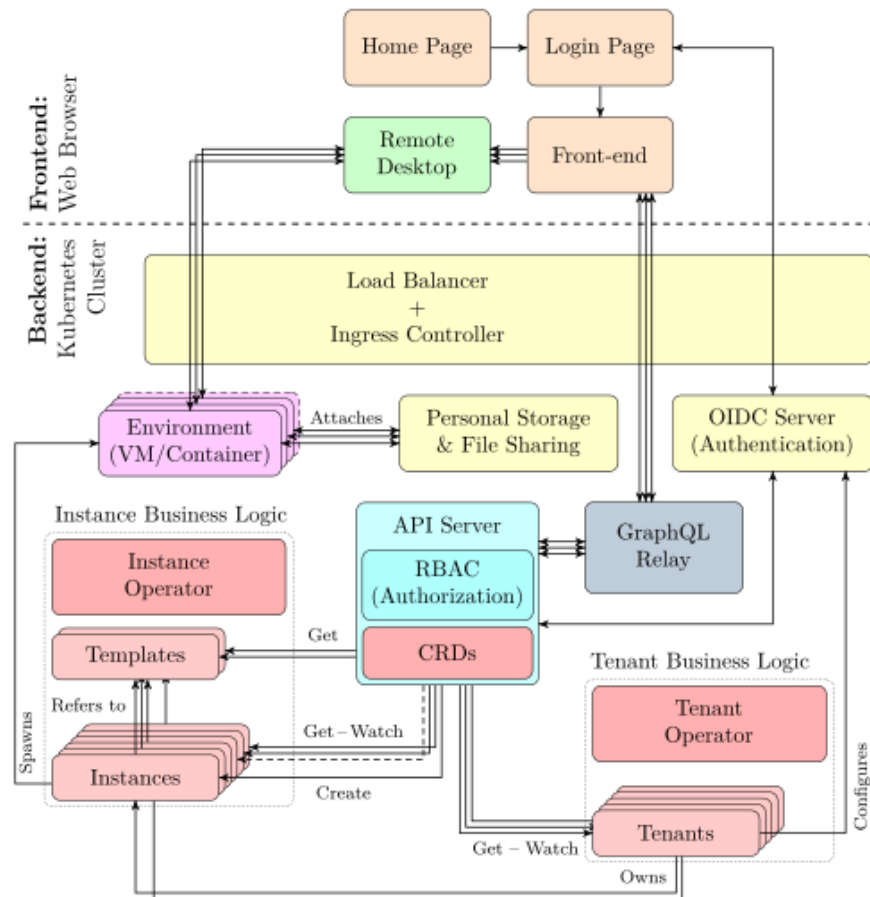 Home Page
Login Page
Frontend:
Web Browser
Remote
Desktop
Front-end
Backend:
Kubernetes
Cluster
Load Balancer
+
Ingress Controller
Environment
(VM/Container)
Attaches
Personal Storage
& File Sharing
OIDC Server
(Authentication)
Instance Business Logic
Instance
Operator
API Server
RBAC
(Authorization)
CRDs
GraphQL
Relay
Templates
Get
Refers to
Tenant Business Logic
Tenant
Operator
Spawns
Instances
Get – Watch
Create
Configures
Get – Watch
Tenants
Owns